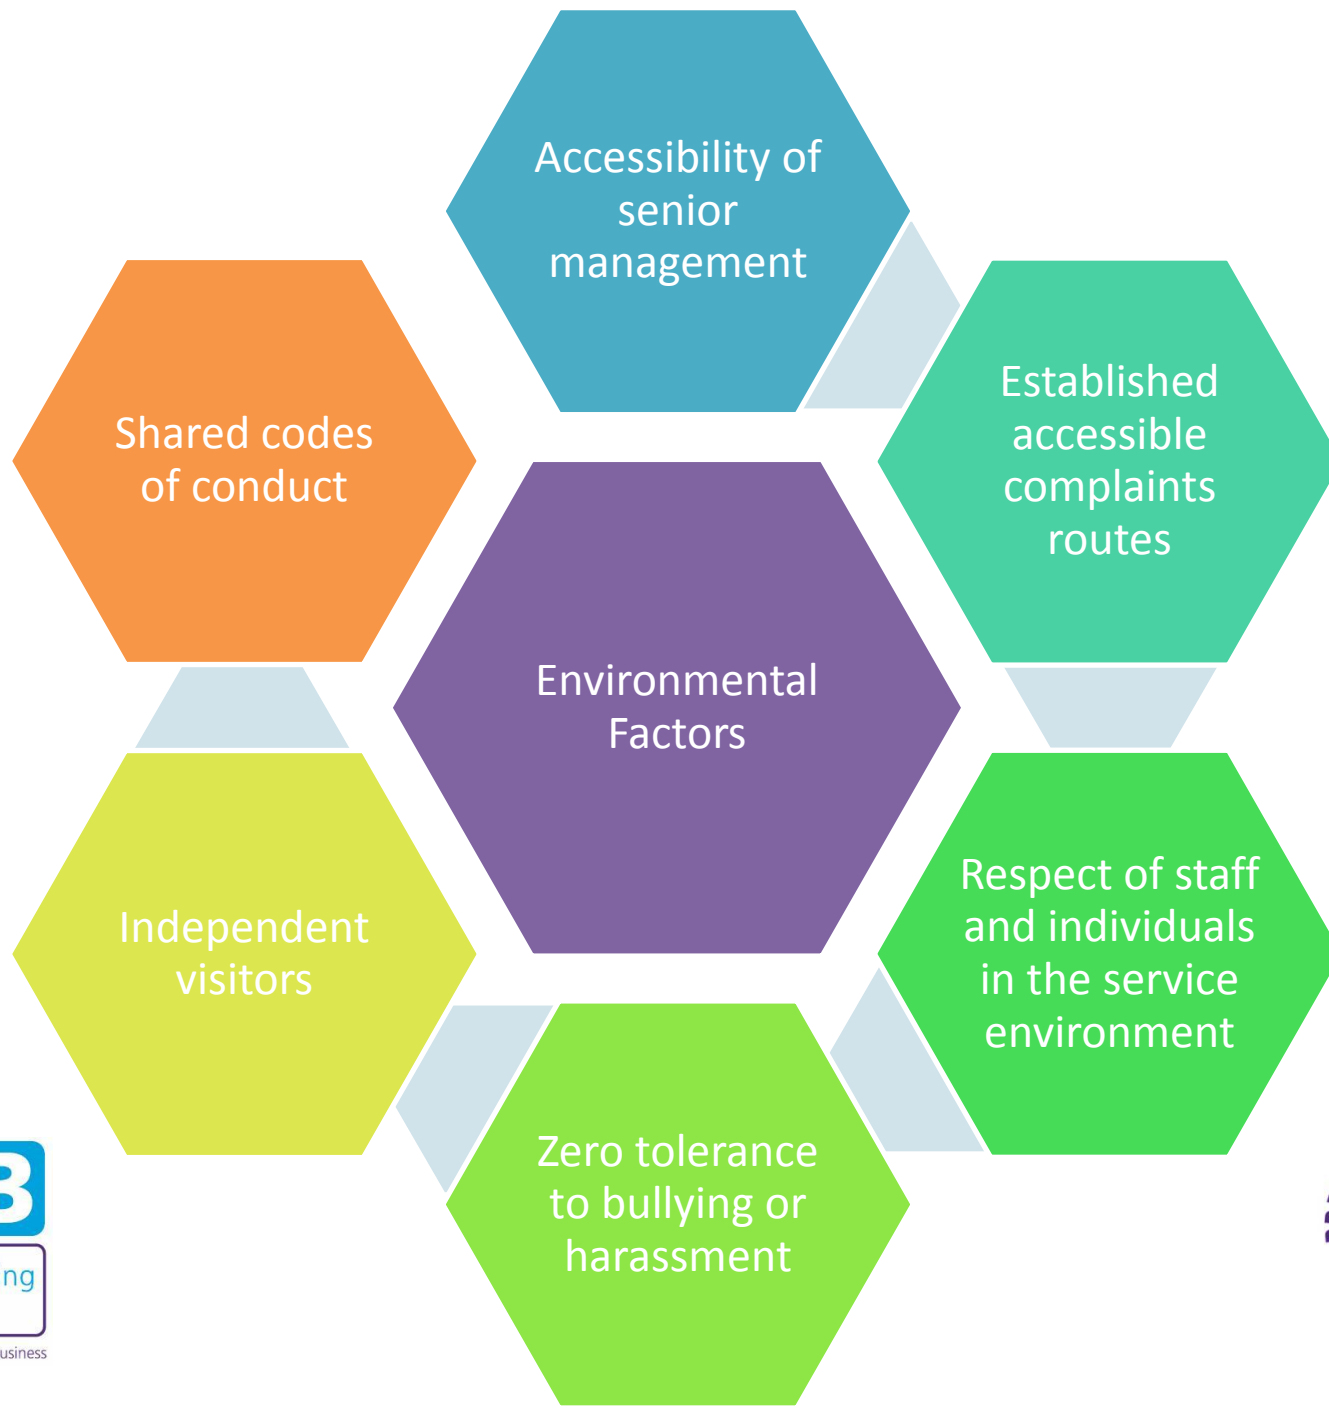 Accessibility of
senior
management
Established
accessible
complaints
routes
Respect of staff
and individuals
in the service
environment
Zero tolerance
to bullying or
harassment
Independent
visitors
Shared codes
of conduct
Environmental
Factors